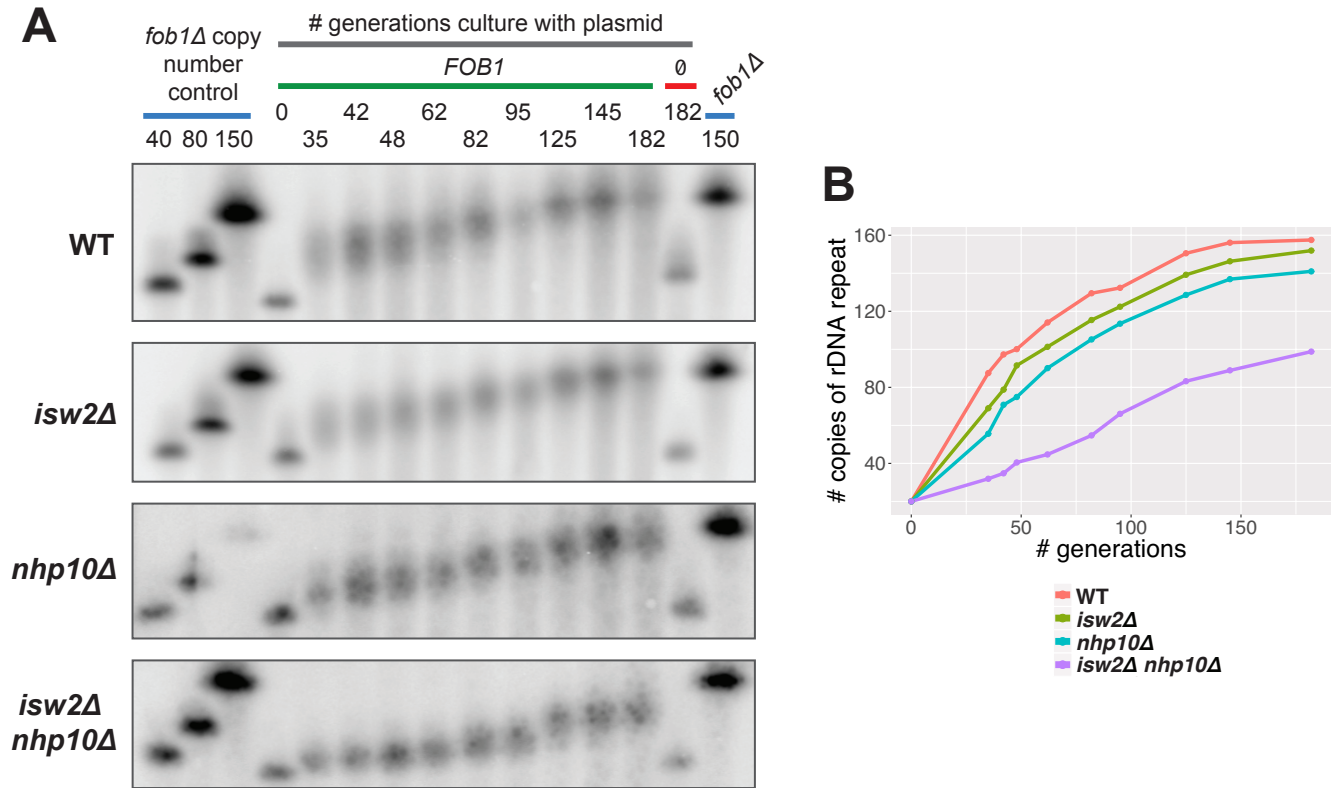 A
fob1Δ copy
number
control
# generations culture with plasmid
FOB1
0
fob1Δ
0 42 62 95 145 182
40 80 150 35 48 82 125 182 150
WT
isw2Δ
nhp10Δ
isw2Δ
nhp10Δ
B
# copies of rDNA repeat
160
120
80
40
0 50 100 150
# generations
WT
isw2Δ
nhp10Δ
isw2Δ nhp10Δ